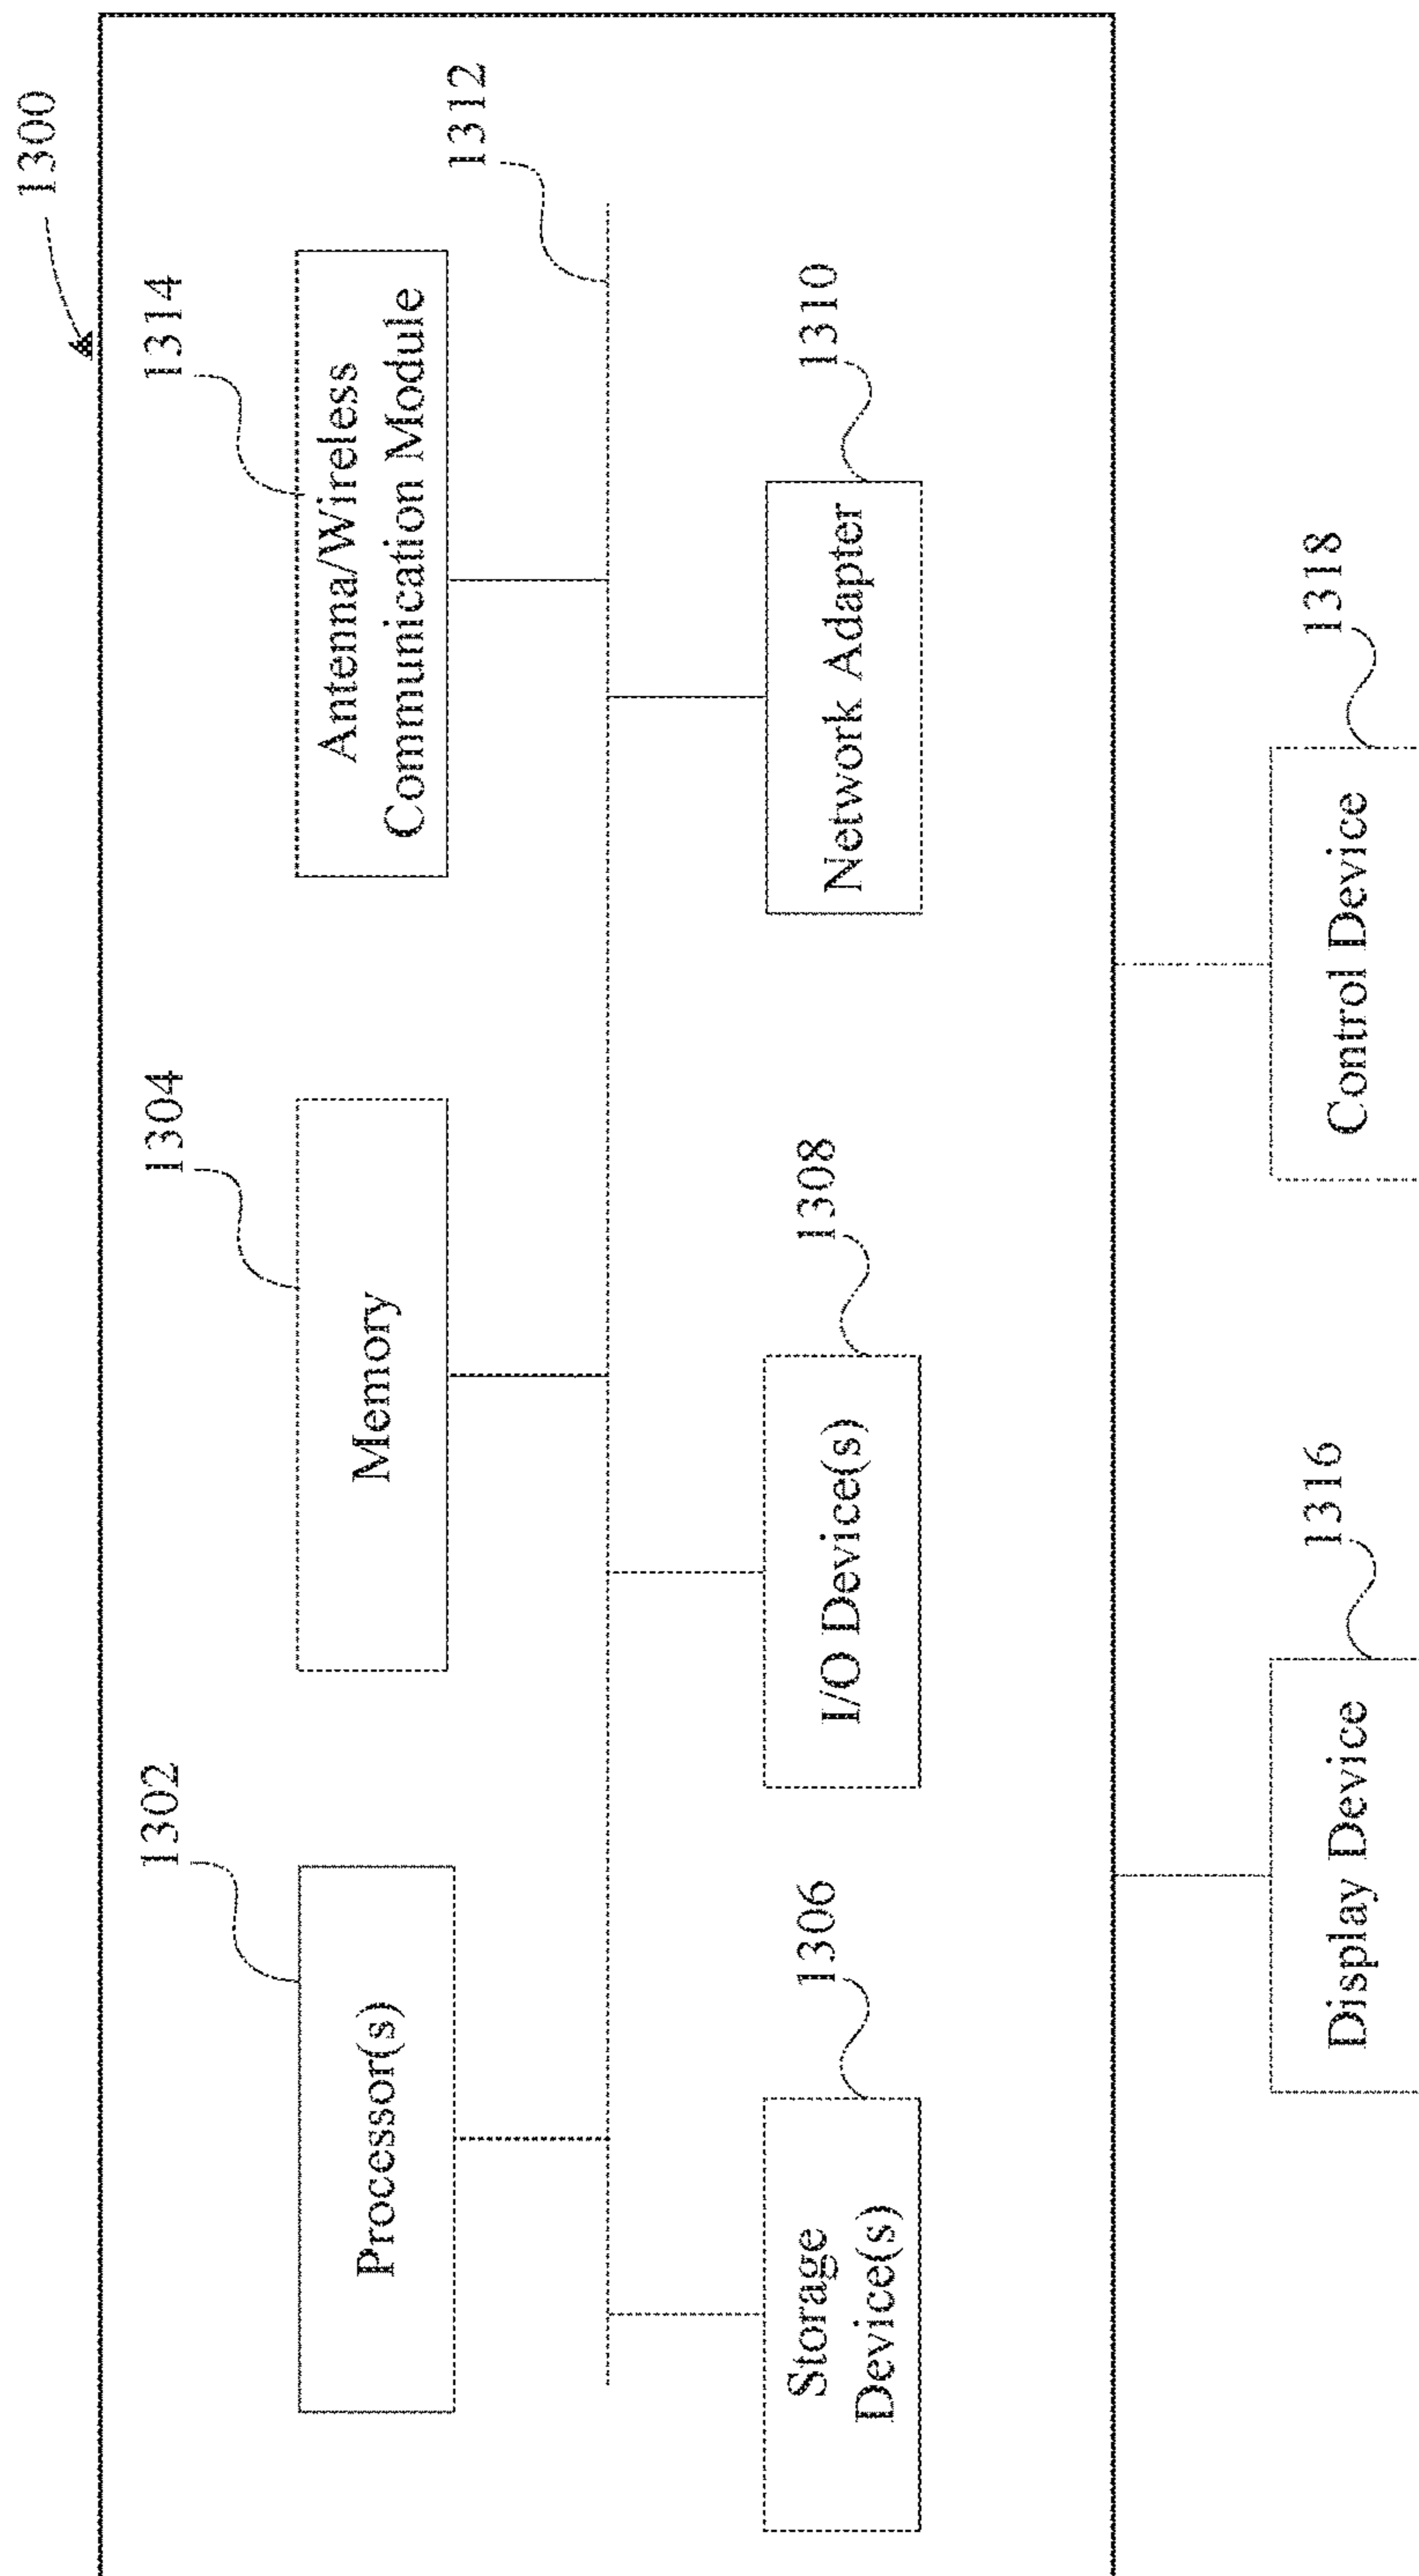 1300
1302
Processor(s)
1304
Memory
1314
Antenna/Wireless
Communication Module
1312
1306
Storage
Device(s)
1308
I/O Device(s)
1310
Network Adapter
1316
Display Device
1318
Control Device